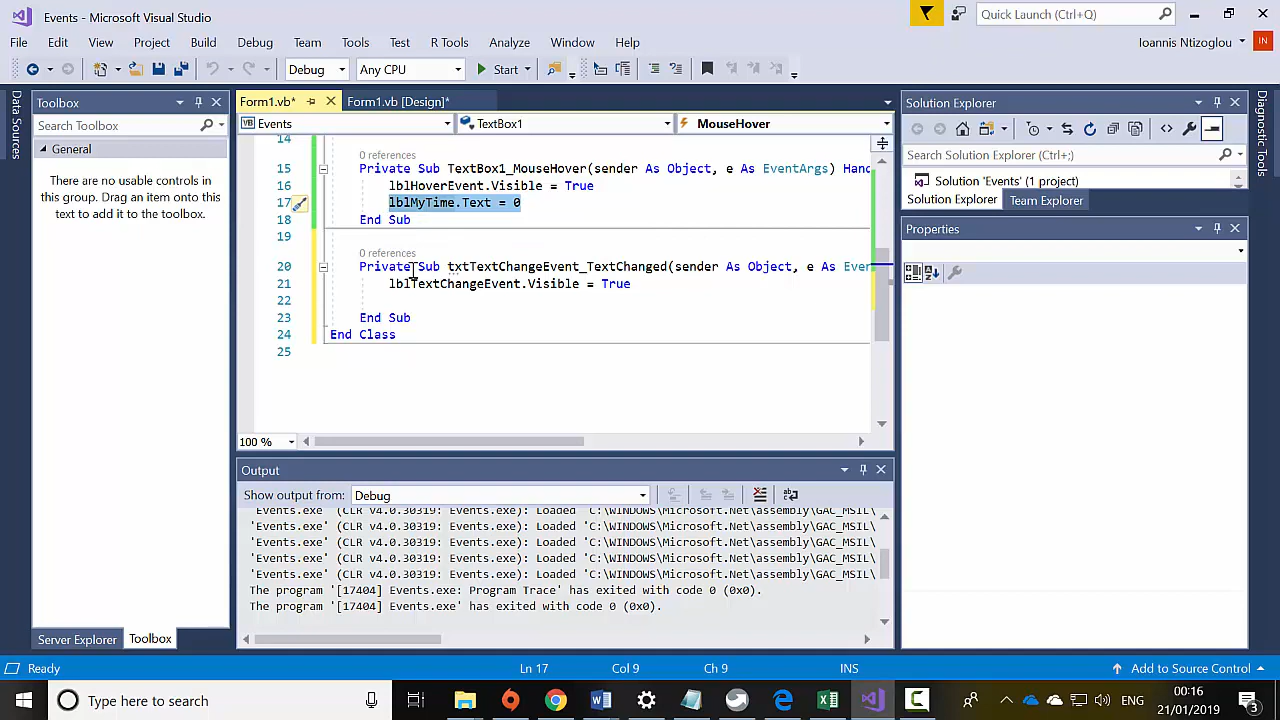 Events - Microsoft Visual Studio
Quick Launch (Ctrl+Q)
File Edit View Project Build Debug Team Tools Test R Tools Analyze Window Help
Ioannis Ntizoglou
IN
Debug
Any CPU
Start
Data Sources
Toolbox
Search Toolbox
General
There are no usable controls in
this group. Drag an item onto this
text to add it to the toolbox.
Server Explorer
Toolbox
Form1.vb*
Form1.vb [Design]*
Events
TextBox1
MouseHover
14
0 references
15 Private Sub TextBox1_MouseHover(sender As Object, e As EventArgs) Hand
16 lblHoverEvent.Visible = True
17 lblMyTime.Text = 0
18 End Sub
19
0 references
20 Private Sub txtTextChangeEvent_TextChanged(sender As Object, e As Even
21 lblTextChangeEvent.Visible = True
22
23 End Sub
24 End Class
25
100 %
Output
Show output from: Debug
'Events.exe' (CLR v4.0.30319: Events.exe): Loaded 'C:\WINDOWS\Microsoft.Net\assembly\GAC_MSIL\
'Events.exe' (CLR v4.0.30319: Events.exe): Loaded 'C:\WINDOWS\Microsoft.Net\assembly\GAC_MSIL\
'Events.exe' (CLR v4.0.30319: Events.exe): Loaded 'C:\WINDOWS\Microsoft.Net\assembly\GAC_MSIL\
'Events.exe' (CLR v4.0.30319: Events.exe): Loaded 'C:\WINDOWS\Microsoft.Net\assembly\GAC_MSIL\
'Events.exe' (CLR v4.0.30319: Events.exe): Loaded 'C:\WINDOWS\Microsoft.Net\assembly\GAC_MSIL\
The program '[17404] Events.exe: Program Trace' has exited with code 0 (0x0).
The program '[17404] Events.exe' has exited with code 0 (0x0).
Solution Explorer
Search Solution Explorer (Ctrl+;)
Solution 'Events' (1 project)
Solution Explorer
Team Explorer
Properties
Diagnostic Tools
Ready
Ln 17
Col 9
Ch 9
INS
Add to Source Control
Type here to search
ENG
00:16
21/01/2019
3